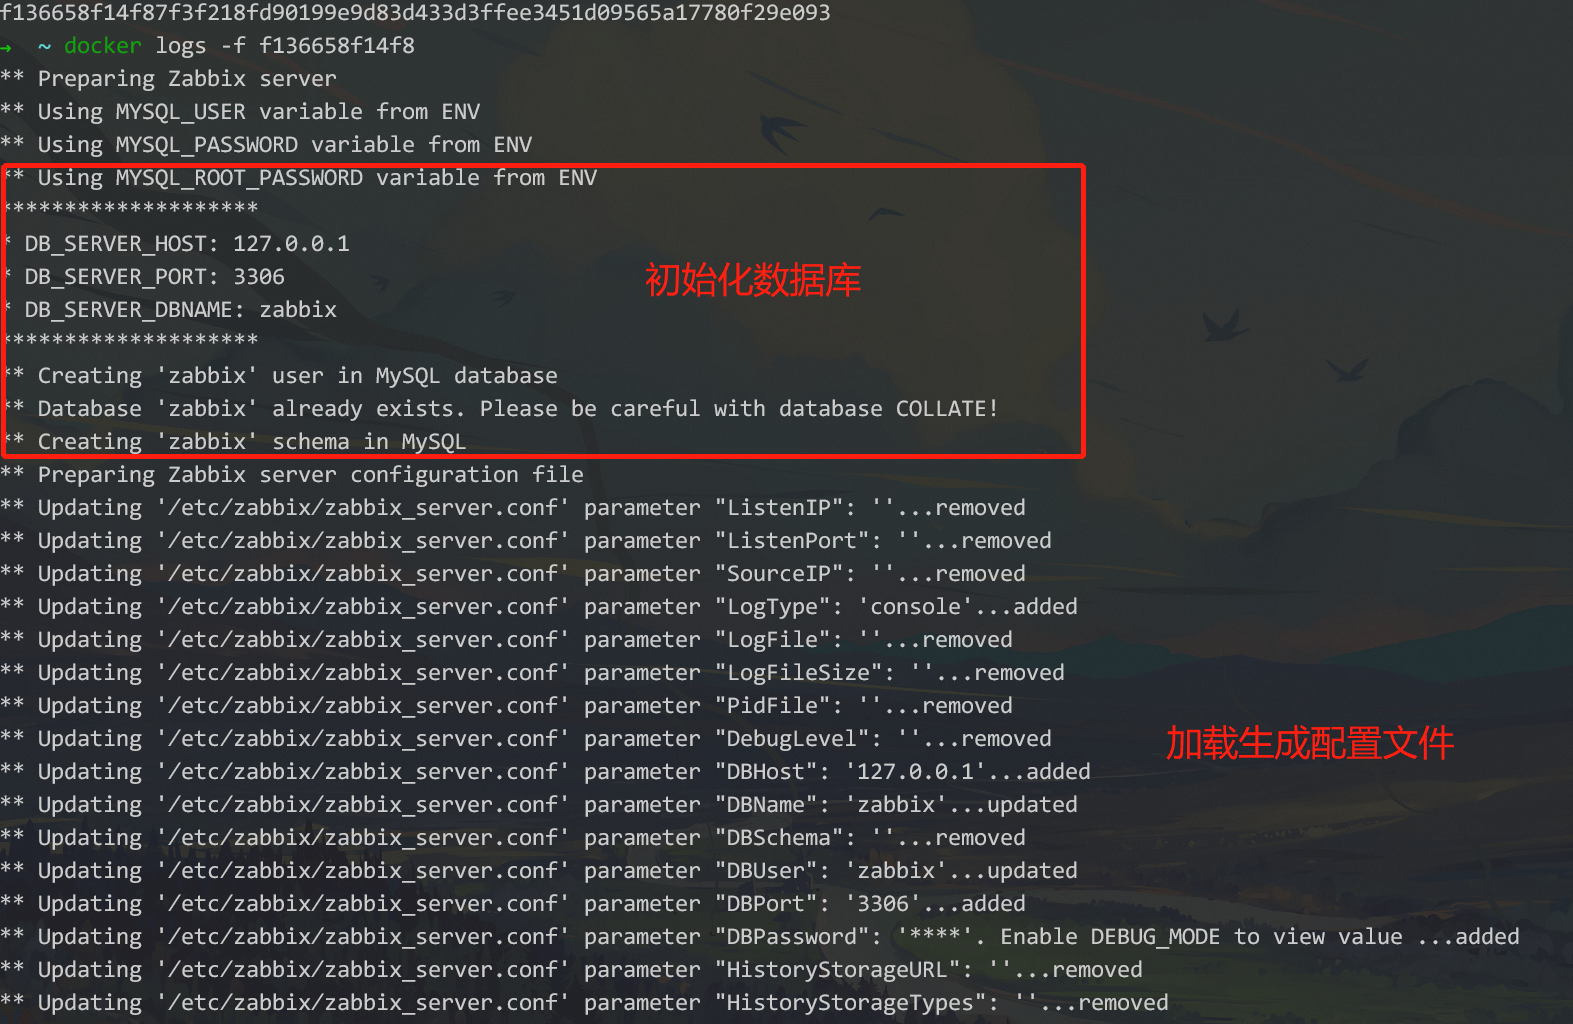 f136658f14f87f3f218fd90199e9d83d433d3ffee3451d09565a17780f29e093
→ ~ docker logs -f f136658f14f8
** Preparing Zabbix server
** Using MYSQL_USER variable from ENV
** Using MYSQL_PASSWORD variable from ENV
** Using MYSQL_ROOT_PASSWORD variable from ENV
********************
* DB_SERVER_HOST: 127.0.0.1
* DB_SERVER_PORT: 3306
初始化数据库
* DB_SERVER_DBNAME: zabbix
********************
** Creating 'zabbix' user in MySQL database
** Database 'zabbix' already exists. Please be careful with database COLLATE!
** Creating 'zabbix' schema in MySQL
** Preparing Zabbix server configuration file
** Updating '/etc/zabbix/zabbix_server.conf' parameter "ListenIP": ''...removed
** Updating '/etc/zabbix/zabbix_server.conf' parameter "ListenPort": ''...removed
** Updating '/etc/zabbix/zabbix_server.conf' parameter "SourceIP": ''...removed
** Updating '/etc/zabbix/zabbix_server.conf' parameter "LogType": 'console'...added
** Updating '/etc/zabbix/zabbix_server.conf' parameter "LogFile": ''...removed
** Updating '/etc/zabbix/zabbix_server.conf' parameter "LogFileSize": ''...removed
** Updating '/etc/zabbix/zabbix_server.conf' parameter "PidFile": ''...removed
** Updating '/etc/zabbix/zabbix_server.conf' parameter "DebugLevel": ''...removed
加载生成配置文件
** Updating '/etc/zabbix/zabbix_server.conf' parameter "DBHost": '127.0.0.1'...added
** Updating '/etc/zabbix/zabbix_server.conf' parameter "DBName": 'zabbix'...updated
** Updating '/etc/zabbix/zabbix_server.conf' parameter "DBSchema": ''...removed
** Updating '/etc/zabbix/zabbix_server.conf' parameter "DBUser": 'zabbix'...updated
** Updating '/etc/zabbix/zabbix_server.conf' parameter "DBPort": '3306'...added
** Updating '/etc/zabbix/zabbix_server.conf' parameter "DBPassword": '****'. Enable DEBUG_MODE to view value ...added
** Updating '/etc/zabbix/zabbix_server.conf' parameter "HistoryStorageURL": ''...removed
** Updating '/etc/zabbix/zabbix_server.conf' parameter "HistoryStorageTypes": ''...removed